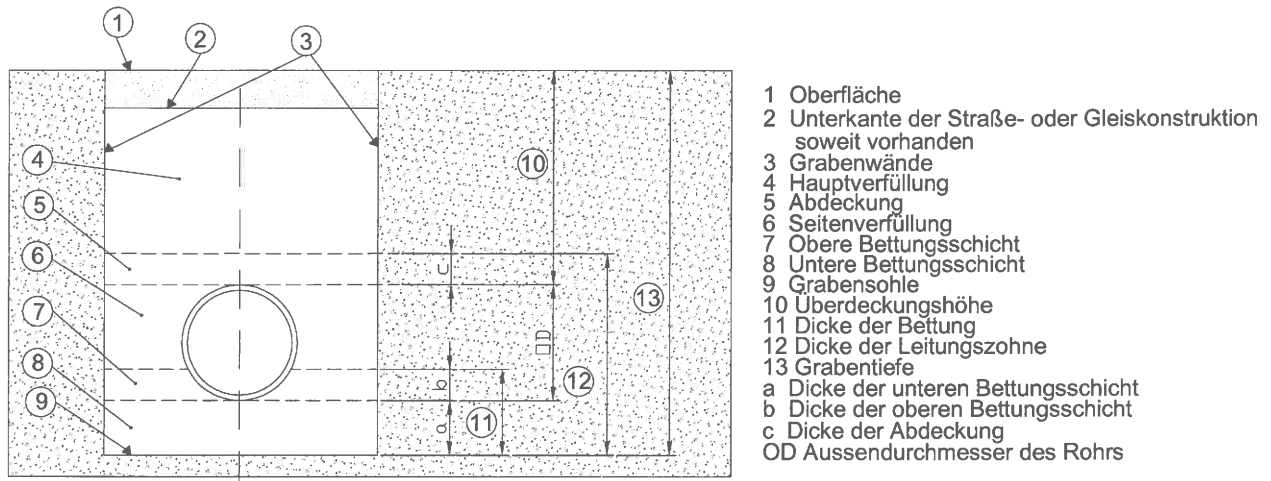 1
2
3
4
5
6
7
8
9
10
11
12
13
c
□D
b
a
1 Oberfläche
2 Unterkante der Straße- oder Gleiskonstruktion
soweit vorhanden
3 Grabenwände
4 Hauptverfüllung
5 Abdeckung
6 Seitenverfüllung
7 Obere Bettungsschicht
8 Untere Bettungsschicht
9 Grabensohle
10 Überdeckungshöhe
11 Dicke der Bettung
12 Dicke der Leitungszohne
13 Grabentiefe
a Dicke der unteren Bettungsschicht
b Dicke der oberen Bettungsschicht
c Dicke der Abdeckung
OD Aussendurchmesser des Rohrs